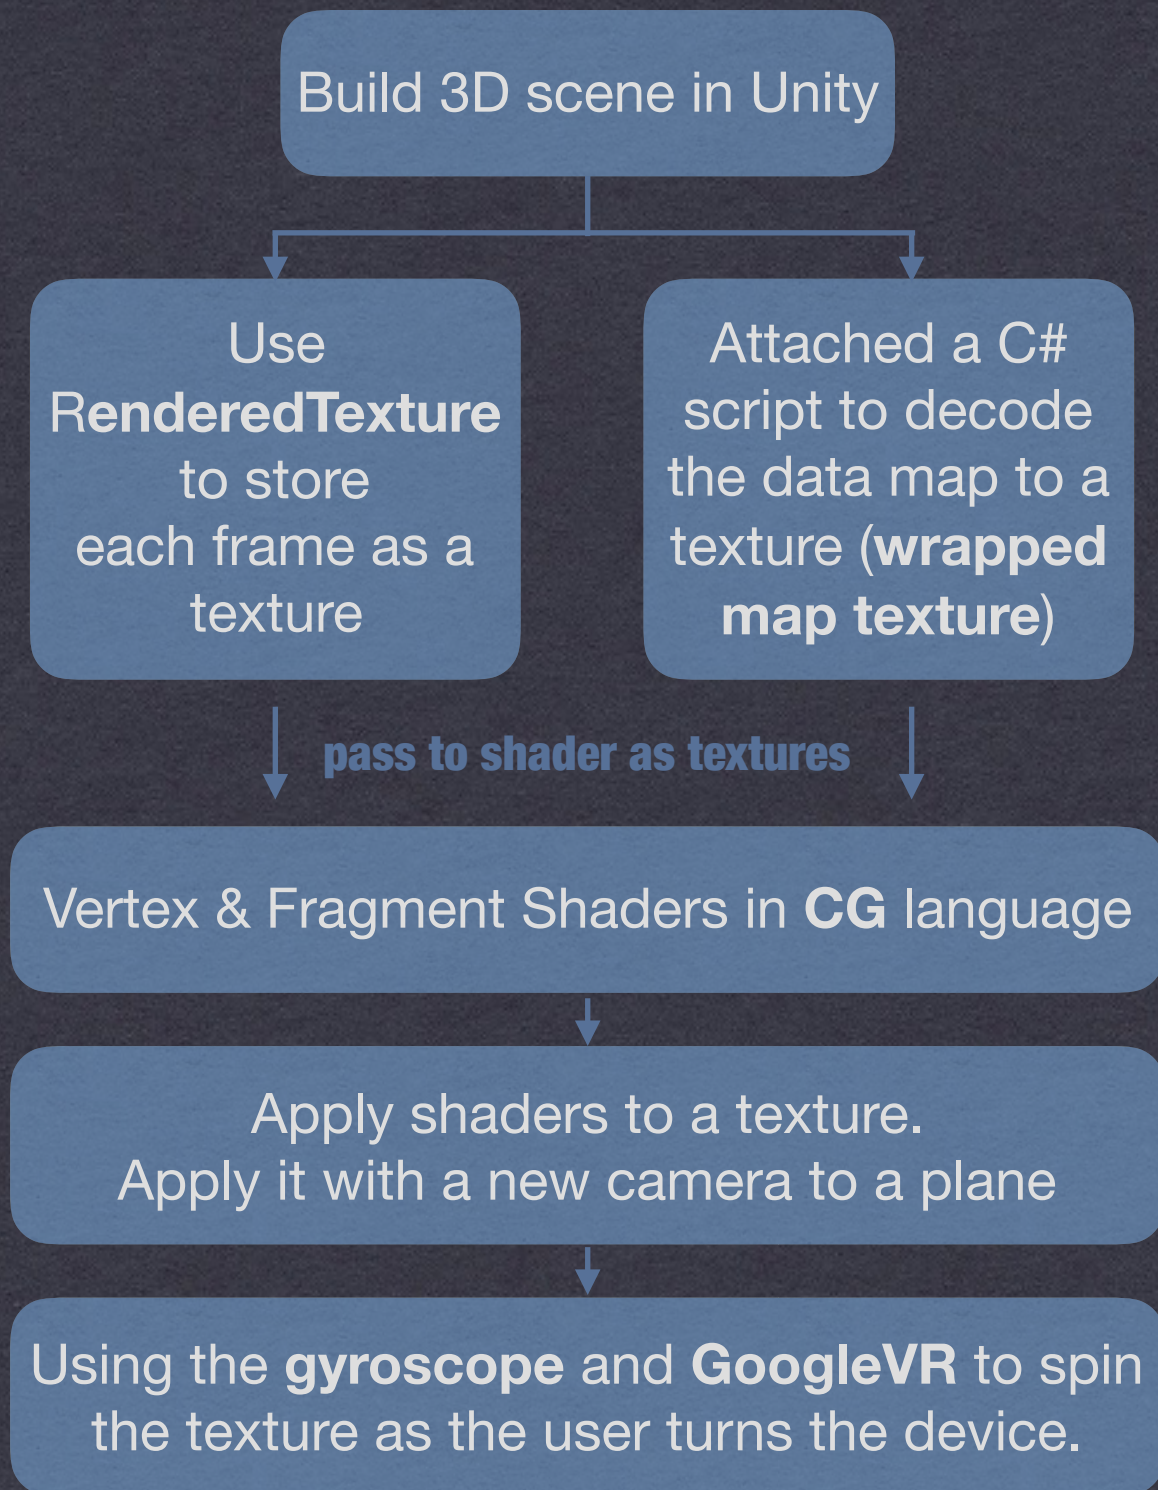 Build 3D scene in Unity
Use
RenderedTexture
to store
each frame as a
texture
Attached a C#
script to decode
the data map to a
texture (wrapped
map texture)
pass to shader as textures
Vertex & Fragment Shaders in CG language
Apply shaders to a texture.
Apply it with a new camera to a plane
Using the gyroscope and GoogleVR to spin
the texture as the user turns the device.